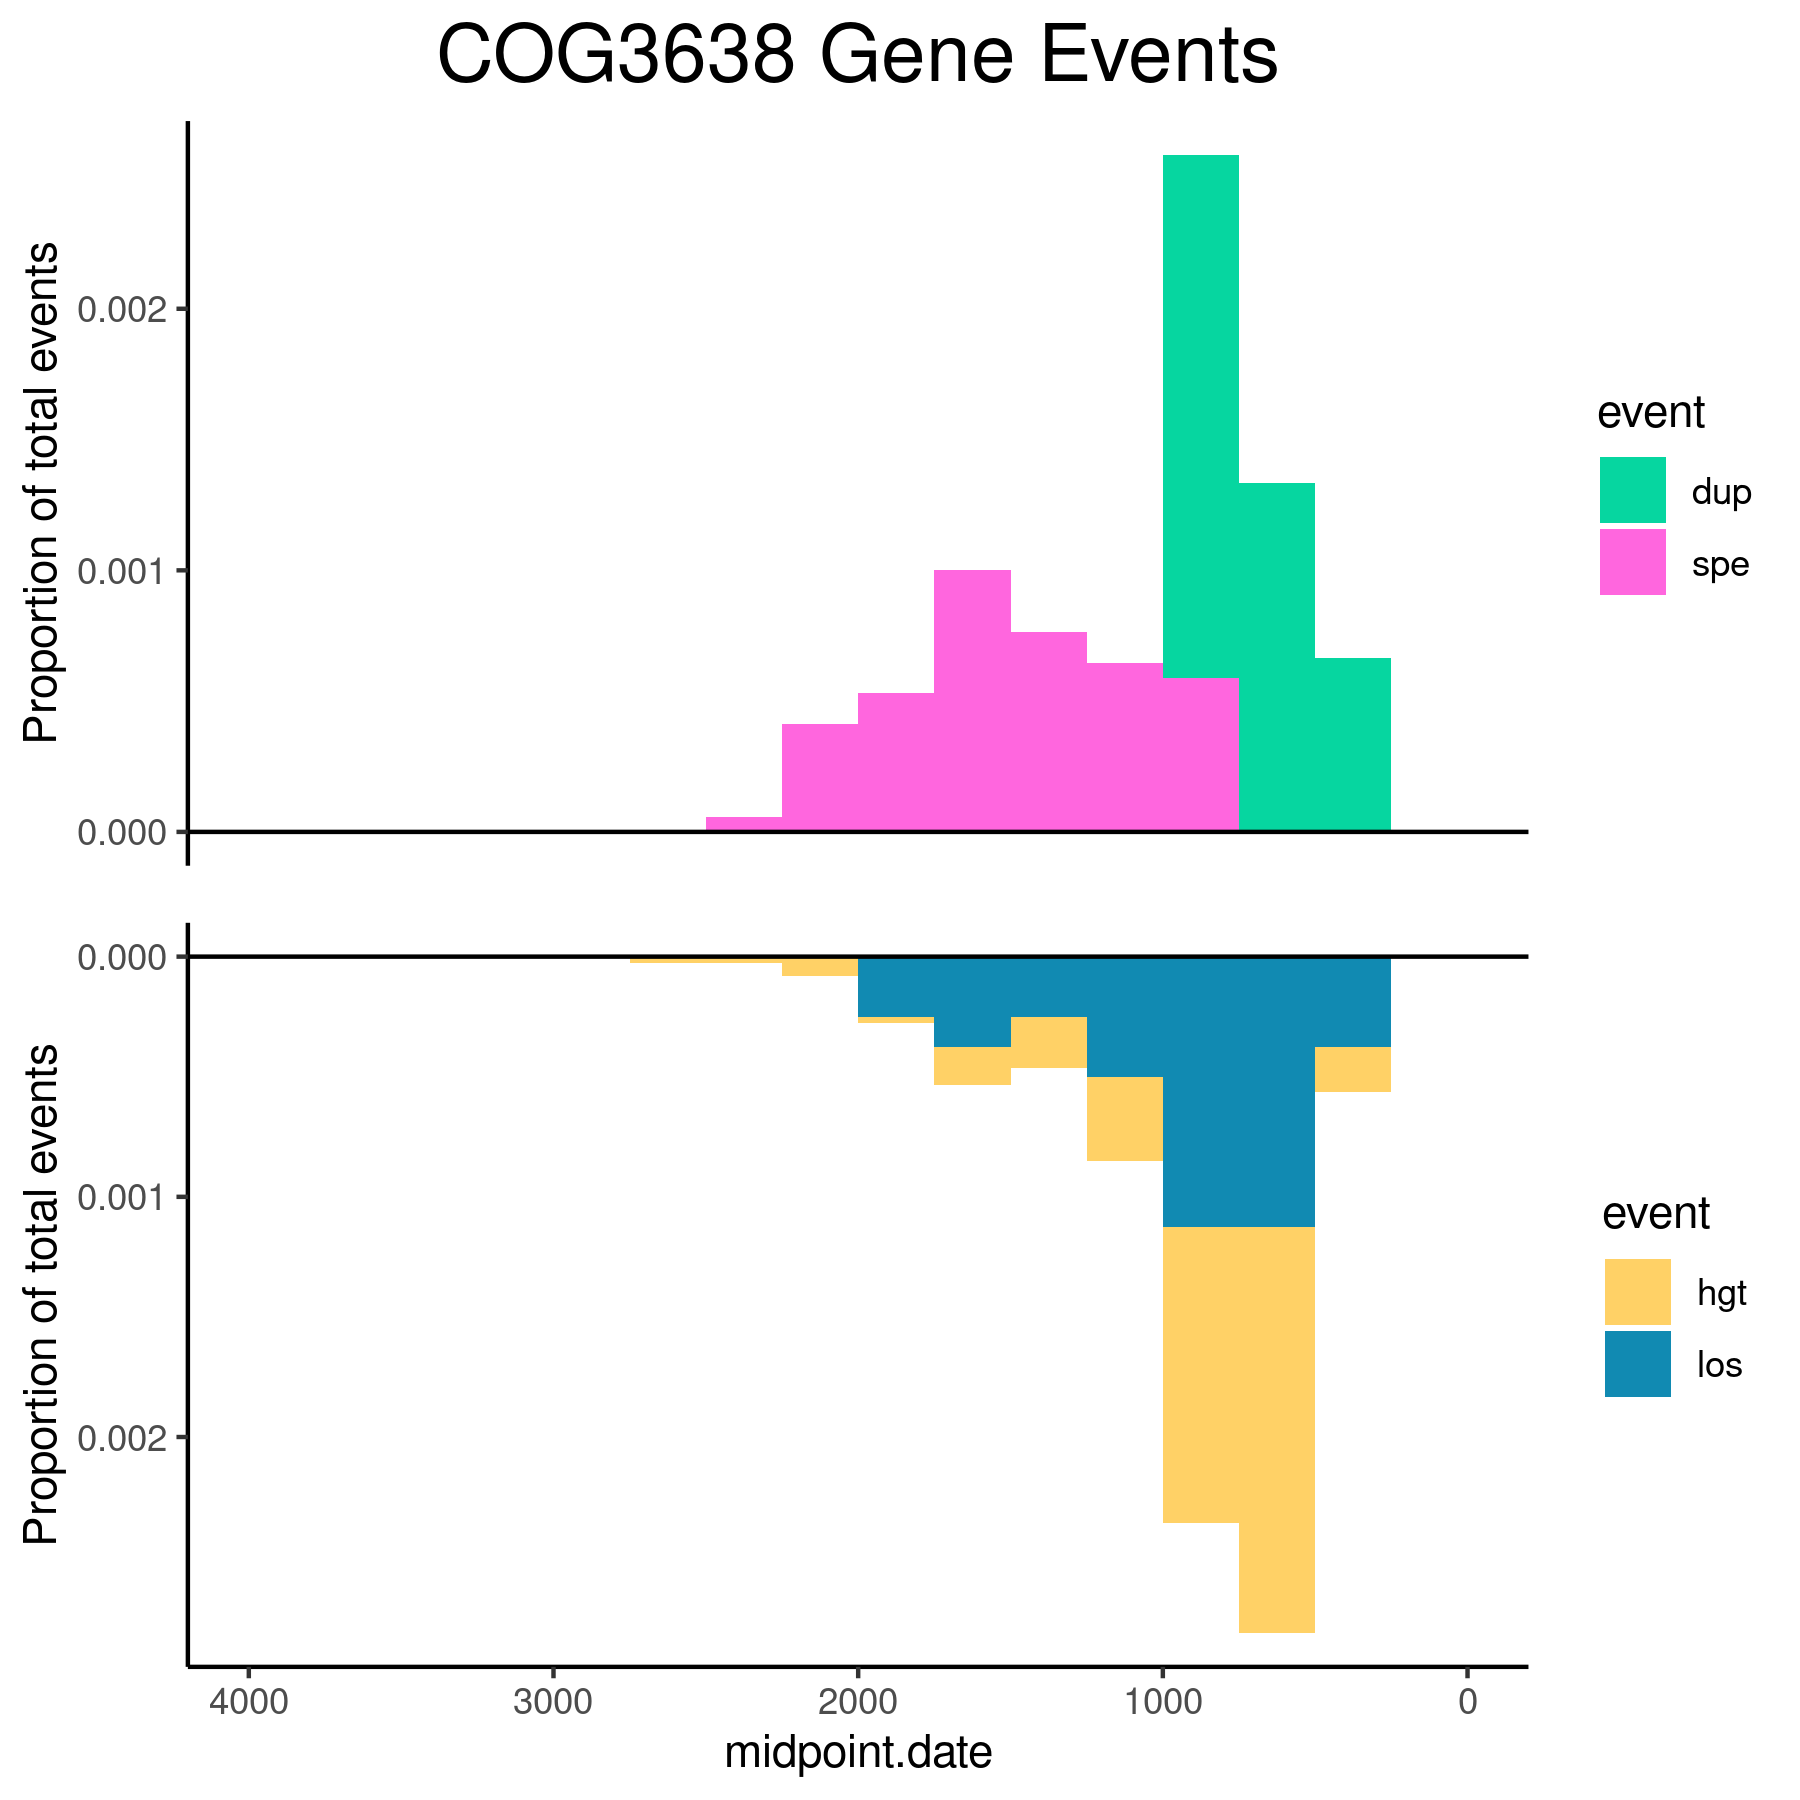 COG3638 Gene Events
Proportion of total events
0.002
0.001
0.000
event
dup
spe
Proportion of total events
0.000
0.001
0.002
event
hgt
los
4000 3000 2000 1000 0
midpoint.date